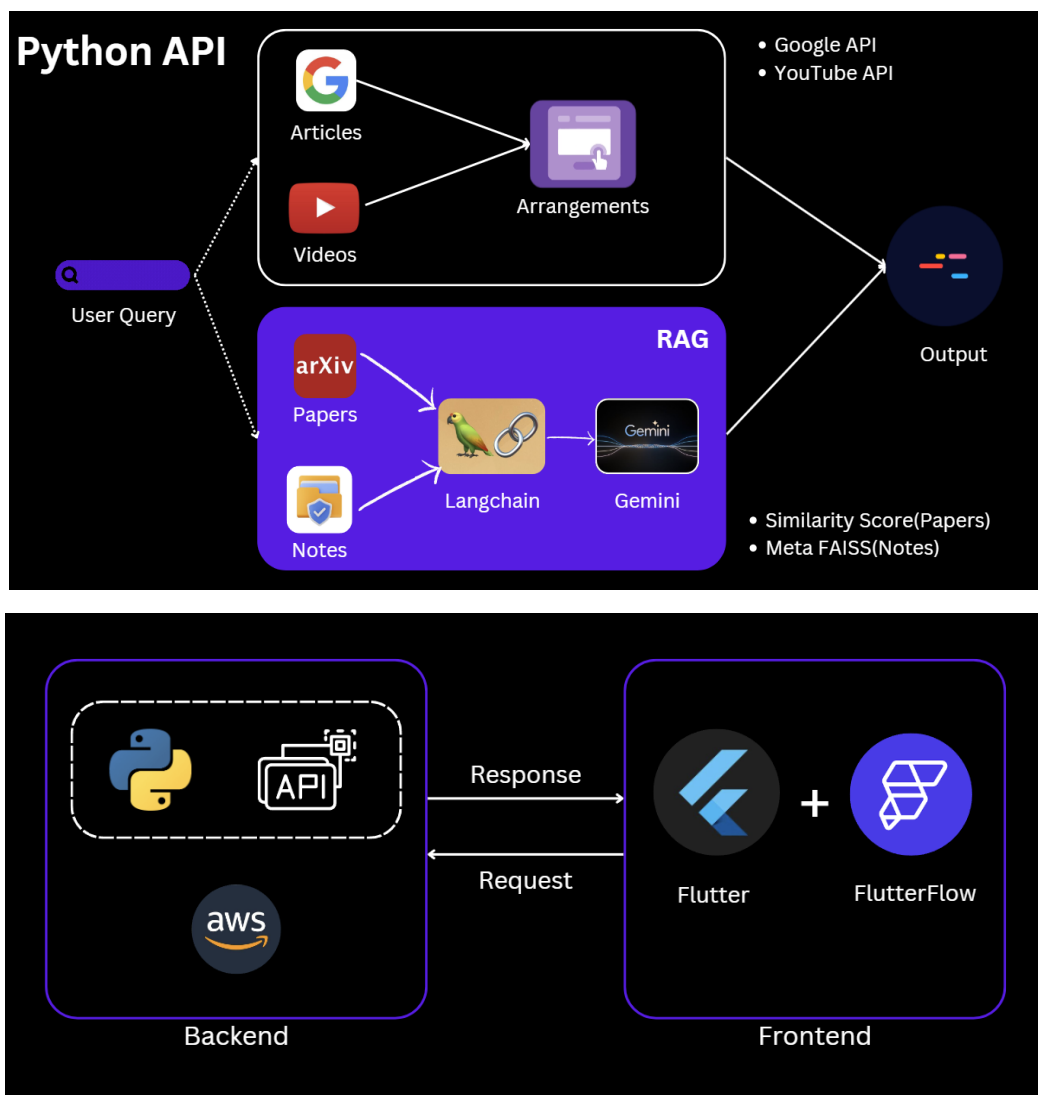 Python API
Articles
Videos
Arrangements
• Google API
• YouTube API
User Query
Output
RAG
arXiv
Papers
Notes
Langchain
Gemini
Gemini
• Similarity Score(Papers)
• Meta FAISS(Notes)
API
aws
Backend
Response
Request
Flutter
+
FlutterFlow
Frontend